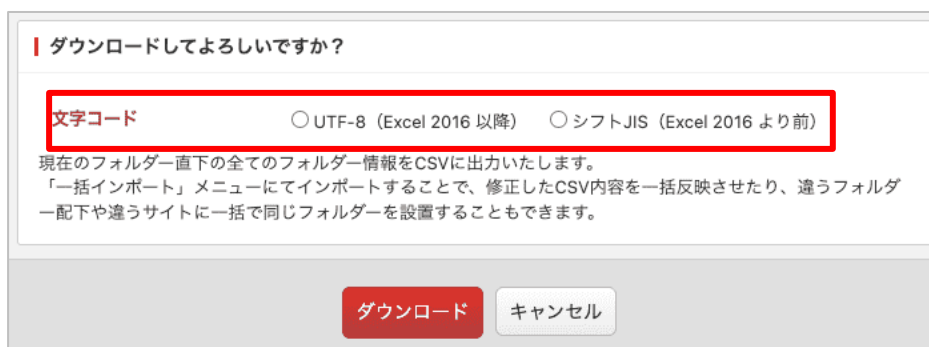 ダウンロードしてよろしいですか？
文字コード UTF-8（Excel 2016 以降） シフトJIS（Excel 2016 より前）
現在のフォルダー直下の全てのフォルダー情報をCSVに出力いたします。
「一括インポート」メニューにてインポートすることで、修正したCSV内容を一括反映させたり、違うフォルダ
ー配下や違うサイトに一括で同じフォルダーを設置することもできます。
ダウンロード キャンセル